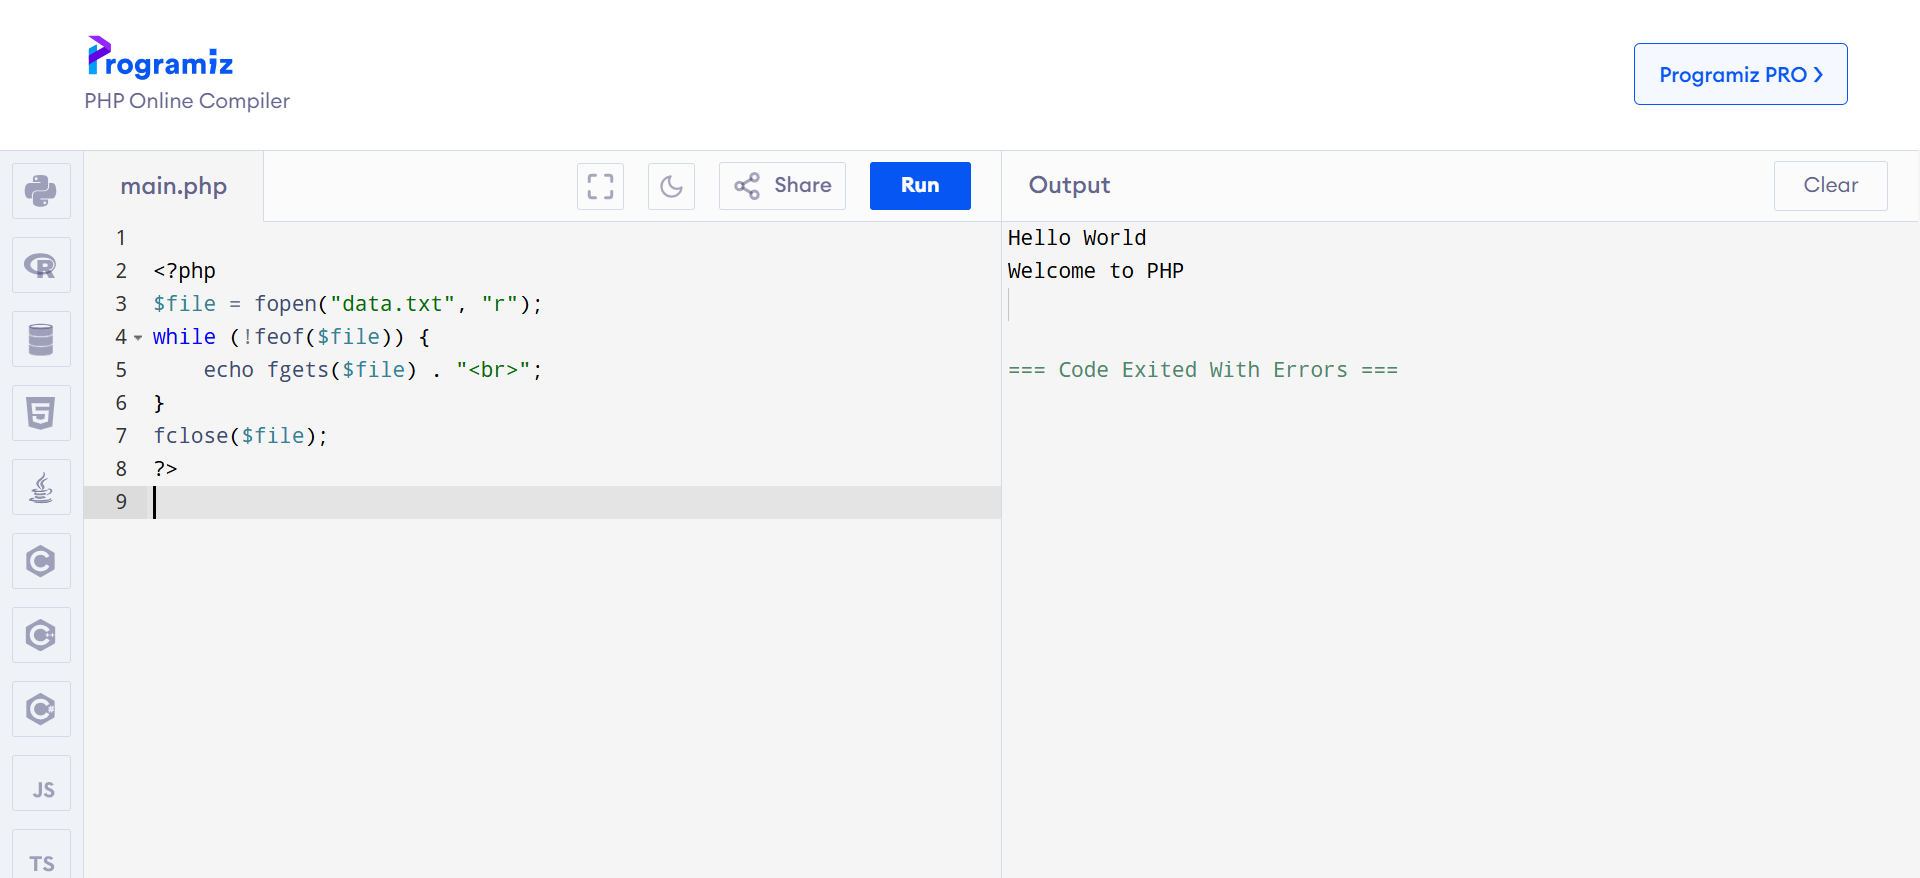 Programiz
PHP Online Compiler
Programiz PRO ❯
main.php
Share
Run
Output
Clear
1
2 <?php
3 $file = fopen("data.txt", "r");
4 while (!feof($file)) {
5     echo fgets($file) . "<br>";
6 }
7 fclose($file);
8 ?>
9
Hello World
Welcome to PHP
=== Code Exited With Errors ===
R
5
C
C++
C#
JS
TS